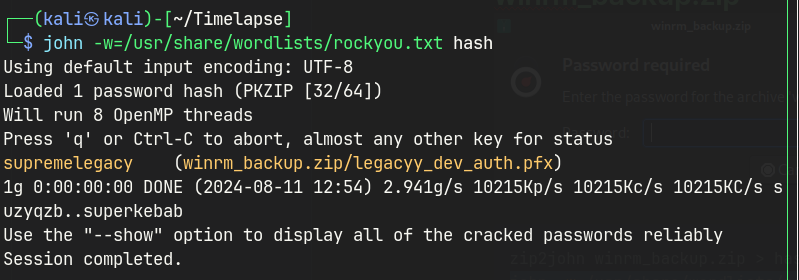 ┌──(kali㉿kali)-[~/Timelapse]
└─$ john -w=/usr/share/wordlists/rockyou.txt hash
Using default input encoding: UTF-8
Loaded 1 password hash (PKZIP [32/64])
Will run 8 OpenMP threads
Press 'q' or Ctrl-C to abort, almost any other key for status
supremelegacy    (winrm_backup.zip/legacyy_dev_auth.pfx)
1g 0:00:00:00 DONE (2024-08-11 12:54) 2.941g/s 10215Kp/s 10215Kc/s 10215KC/s s
uzyqzb..superkebab
Use the "--show" option to display all of the cracked passwords reliably
Session completed.
winrm_backup.zip
winrm_backup.zip
Password required
Enter the password for the archive
zip2john winrm_backup.zip > ha